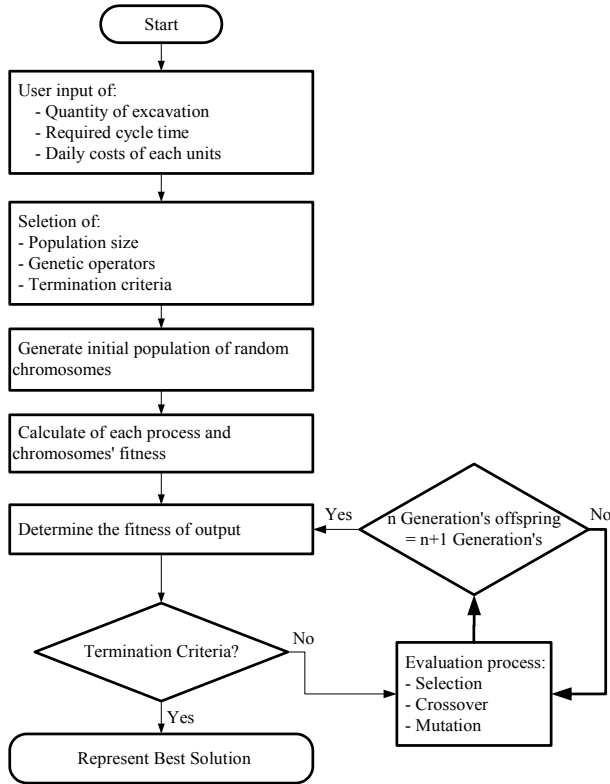 Start
User input of:
- Quantity of excavation
- Required cycle time
- Daily costs of each units
Seletion of:
- Population size
- Genetic operators
- Termination criteria
Generate initial population of random
chromosomes
Calculate of each process and
chromosomes' fitness
Determine the fitness of output
Yes
n Generation's offspring
= n+1 Generation's
No
Termination Criteria?
No
Evaluation process:
- Selection
- Crossover
- Mutation
Yes
Represent Best Solution